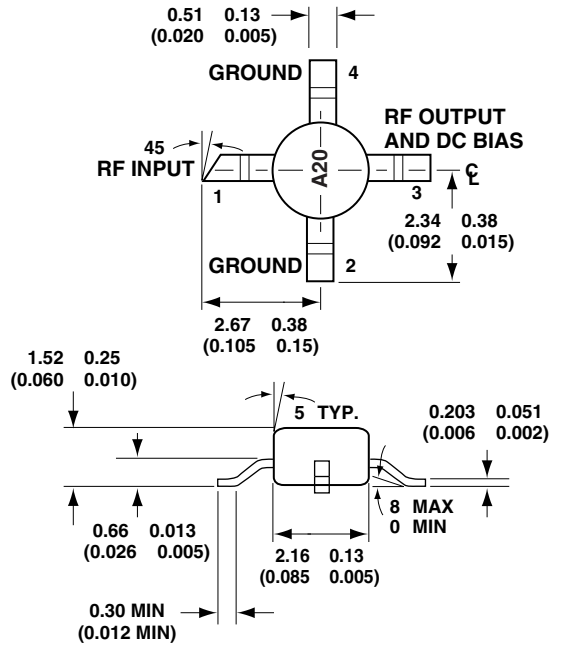 0.51 0.13
(0.020 0.005)
GROUND 4
RF OUTPUT
AND DC BIAS
45
RF INPUT
A20
℄
1
3
2.34 0.38
(0.092 0.015)
GROUND 2
2.67 0.38
(0.105 0.15)
1.52 0.25
(0.060 0.010)
5 TYP.
0.203 0.051
(0.006 0.002)
8 MAX
0 MIN
0.66 0.013
(0.026 0.005)
2.16 0.13
(0.085 0.005)
0.30 MIN
(0.012 MIN)